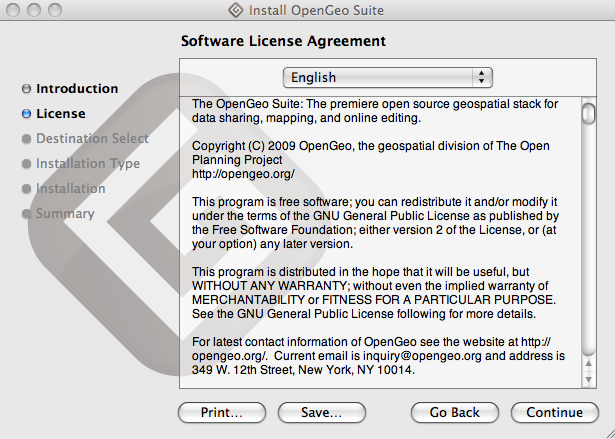 Install OpenGeo Suite
Software License Agreement
Introduction
License
Destination Select
Installation Type
Installation
Summary
English
The OpenGeo Suite: The premiere open source geospatial stack for
data sharing, mapping, and online editing.
Copyright (C) 2009 OpenGeo, the geospatial division of The Open
Planning Project
http://opengeo.org/
This program is free software; you can redistribute it and/or modify it
under the terms of the GNU General Public License as published by
the Free Software Foundation; either version 2 of the License, or (at
your option) any later version.
This program is distributed in the hope that it will be useful, but
WITHOUT ANY WARRANTY; without even the implied warranty of
MERCHANTABILITY or FITNESS FOR A PARTICULAR PURPOSE.
See the GNU General Public License following for more details.
For latest contact information of OpenGeo see the website at http://
opengeo.org/.  Current email is inquiry@opengeo.org and address is
349 W. 12th Street, New York, NY 10014.
Print...
Save...
Go Back
Continue